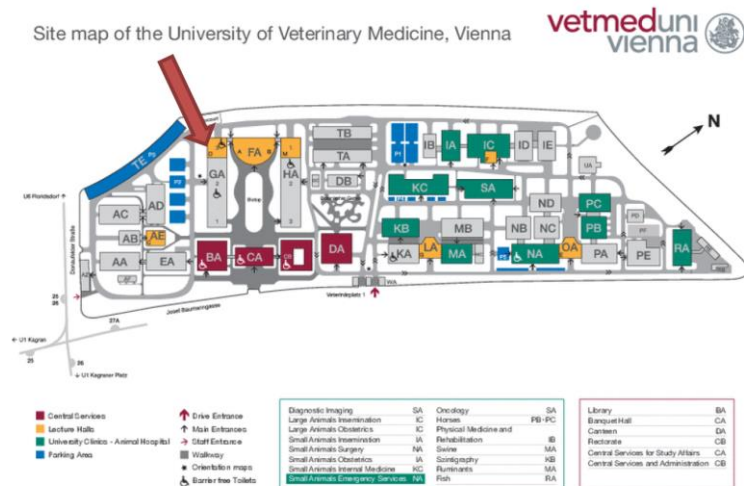 Site map of the University of Veterinary Medicine, Vienna
vetmeduni
vienna
N
TE
TB
TA
IB
IA
IC
ID
IE
FA
A
B
GA
HA
DB
KC
SA
UA
AC
AD
AB
AE
AA
EA
BA
CA
CB
DA
KB
KA
LA
MB
MA
ND
NB
NC
NA
OA
PC
PB
PA
PD
PF
PE
RA
WA
U6 Floridsdorf
Donaufelder Straße
Josef Baumanngasse
Veterinärplatz 1
27A
25
26
U1 Kagran
25
26
U1 Kagraner Platz
Central Services
Lecture Halls
University Clinics - Animal Hospital
Parking Area
Drive Entrance
Main Entrances
Staff Entrance
Walkway
Orientation maps
Barrier free Toilets
Diagnostic Imaging SA
Large Animals Insemination IC
Large Animals Obstetrics IC
Small Animals Insemination IA
Small Animals Surgery NA
Small Animals Obstetrics IA
Small Animals Internal Medicine KC
Small Animals Emergency Services NA
Oncology SA
Horses PB-PC
Physical Medicine and
Rehabilitation IB
Swine MA
Szintigraphy KB
Ruminants MA
Fish RA
Library BA
Banquet Hall CA
Canteen DA
Rectorate CB
Central Services for Study Affairs CA
Central Services and Administration CB